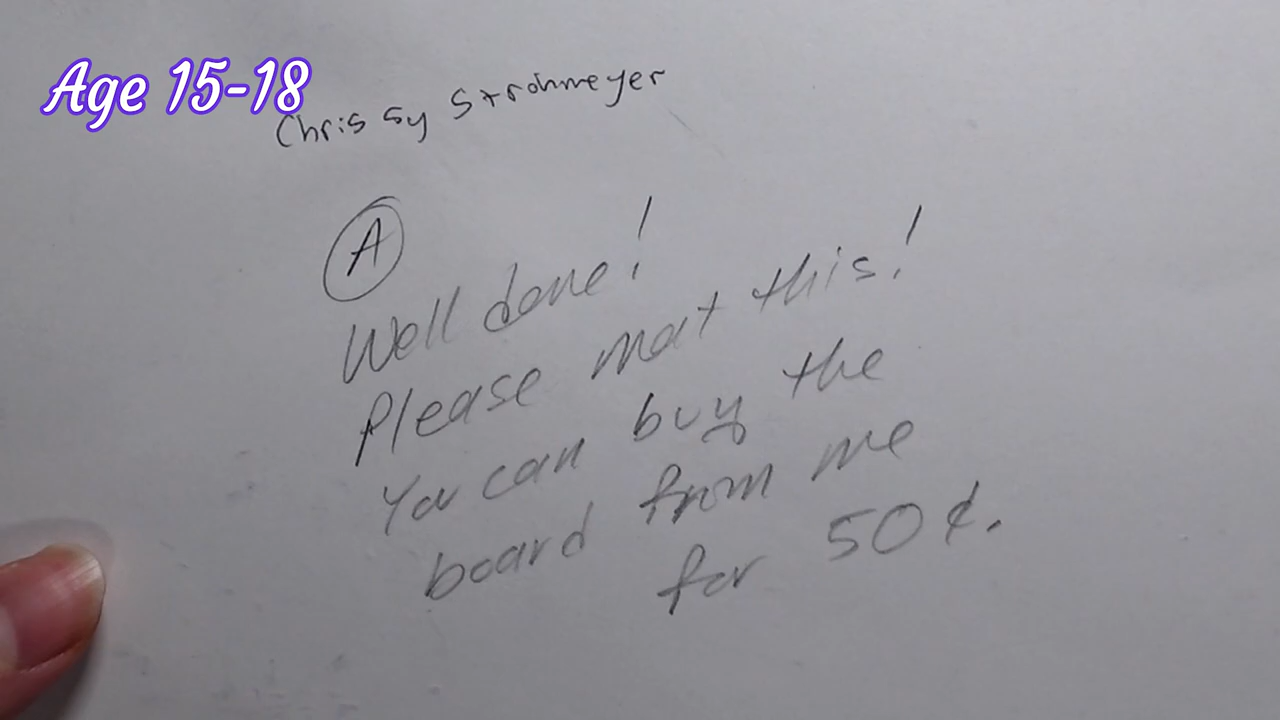 Age 15-18
Chrissy Strohmeyer
A
Well done!
Please mat this!
You can buy the
board from me
for 50¢.